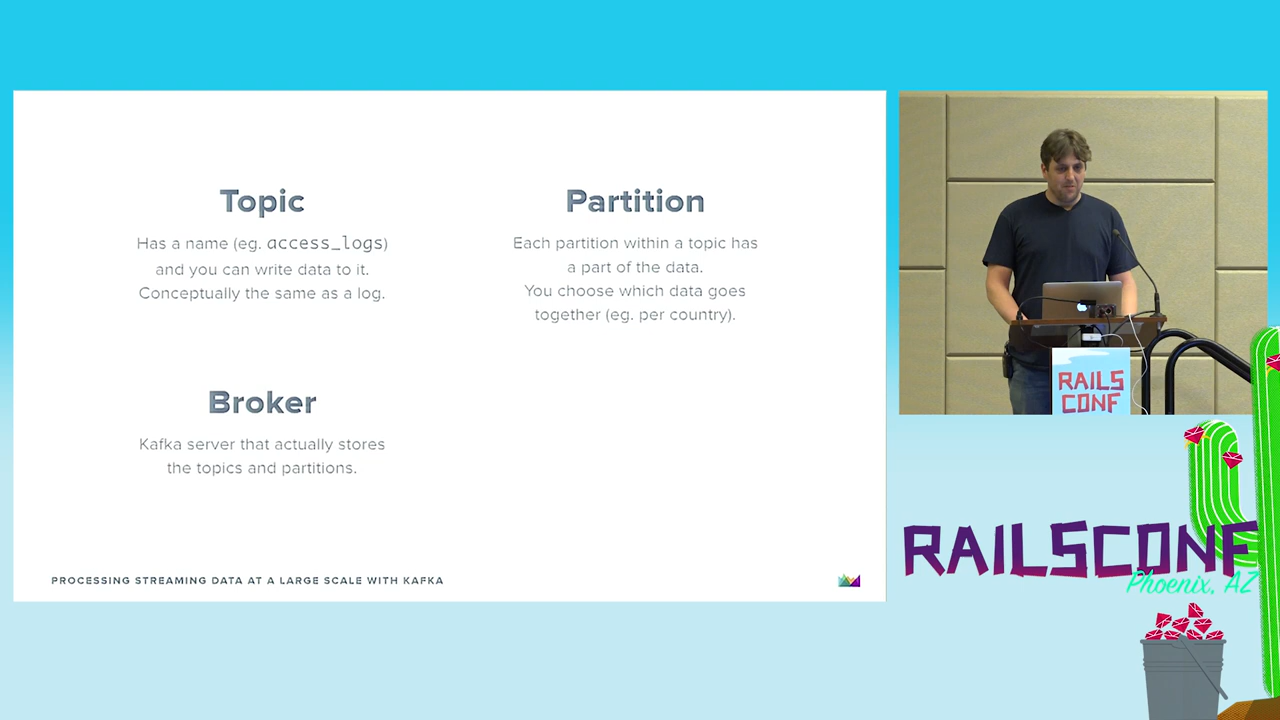 Topic
Has a name (eg. access_logs)
and you can write data to it.
Conceptually the same as a log.
Partition
Each partition within a topic has
a part of the data.
You choose which data goes
together (eg. per country).
Broker
Kafka server that actually stores
the topics and partitions.
PROCESSING STREAMING DATA AT A LARGE SCALE WITH KAFKA
RAILS
CONF
RAILSCONF
Phoenix, AZ